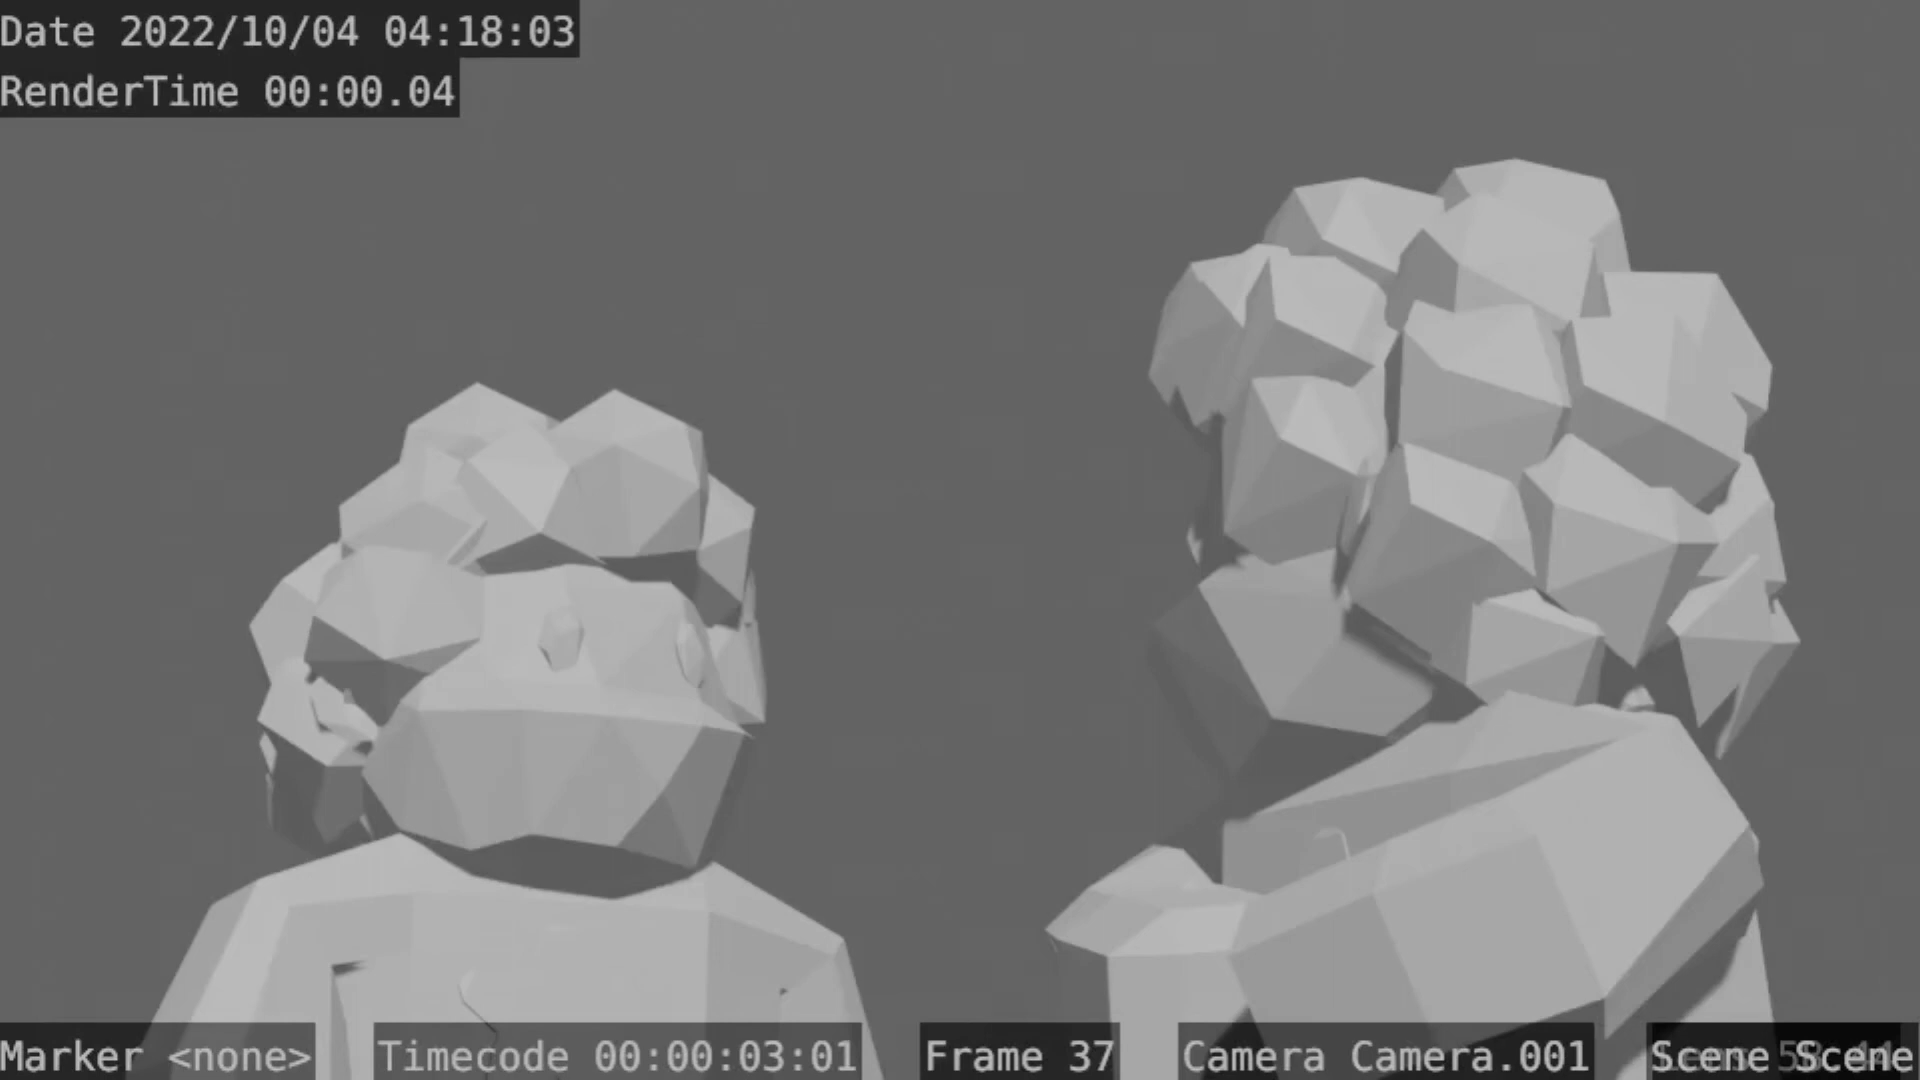 Date 2022/10/04 04:18:03
RenderTime 00:00.04
Marker <none>
Timecode 00:00:03:01
Frame 37
Camera Camera.001
Scene Scene